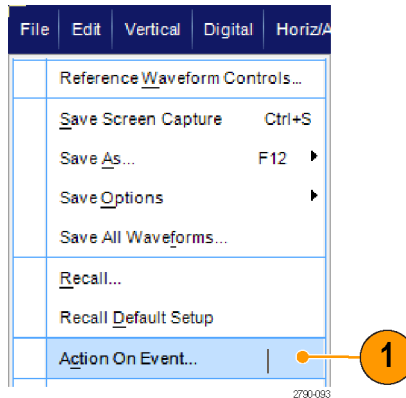 File Edit Vertical Digital Horiz/A
Reference Waveform Controls...
Save Screen Capture Ctrl+S
Save As... F12
Save Options
Save All Waveforms...
Recall...
Recall Default Setup
Action On Event...
1
2790-093